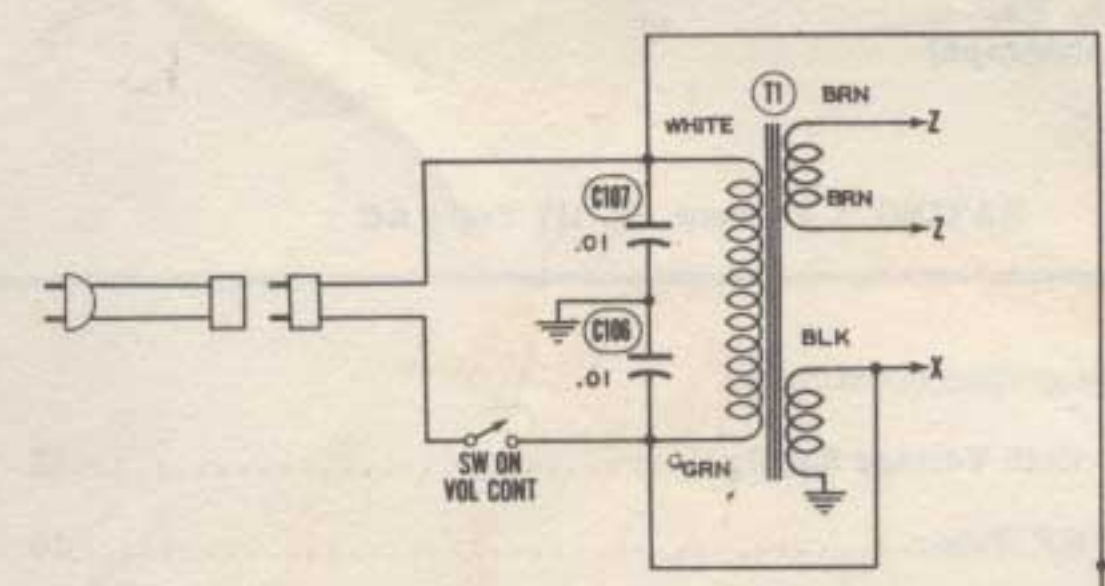 T1
BRN
Z
WHITE
C107
.01
BRN
Z
C106
.01
BLK
X
SW ON
VOL CONT
GRN